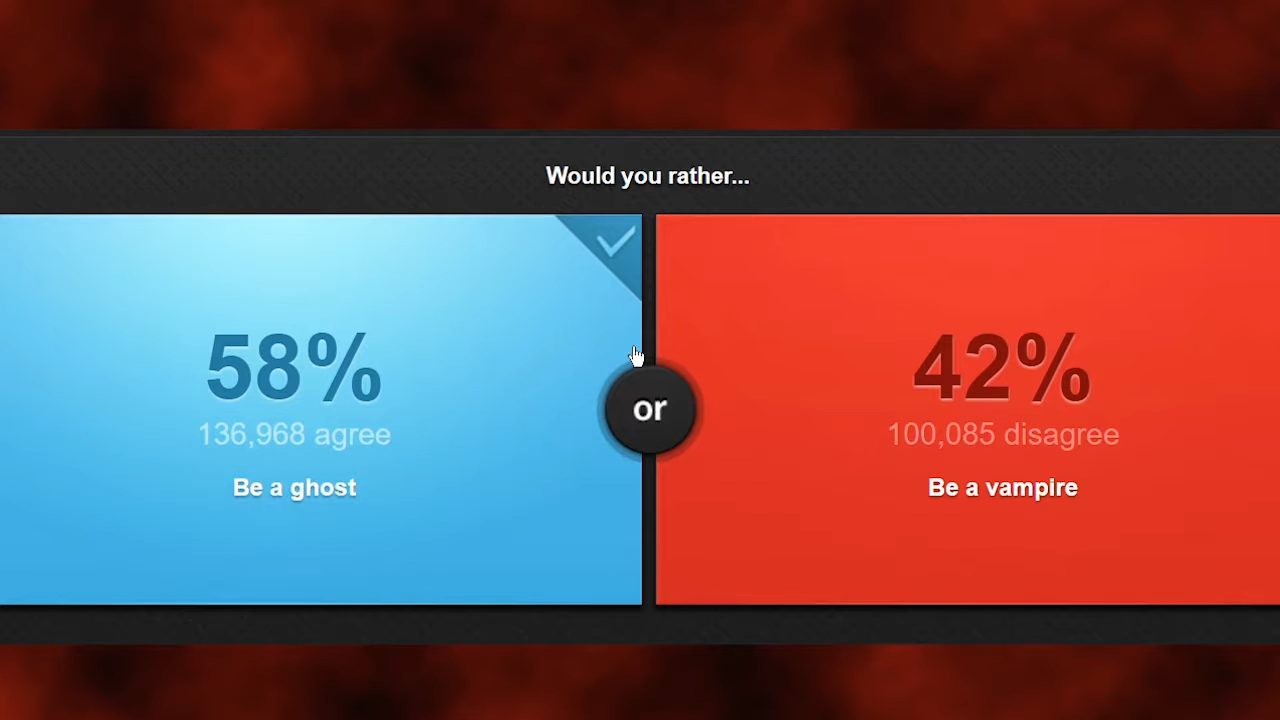 Would you rather...
58%
136,968 agree
Be a ghost
or
42%
100,085 disagree
Be a vampire